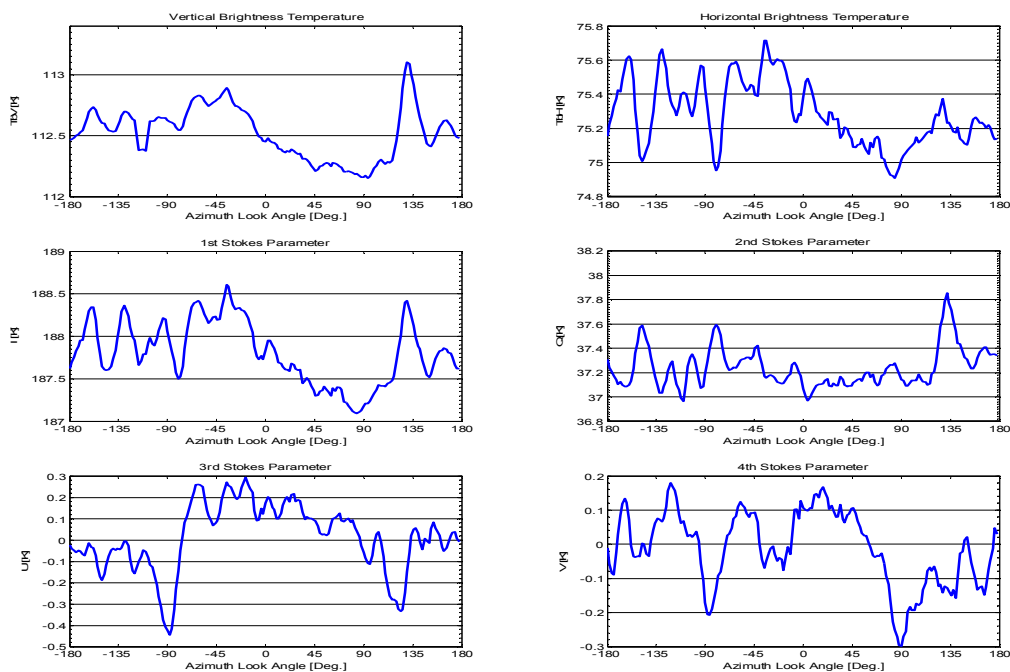 Vertical Brightness Temperature
113
112.5
112
-180 -135 -90 -45 0 45 90 135 180
Azimuth Look Angle [Deg.]
Horizontal Brightness Temperature
75.8
75.6
75.4
75.2
75
74.8
-180 -135 -90 -45 0 45 90 135 180
Azimuth Look Angle [Deg.]
1st Stokes Parameter
189
188.5
188
187.5
187
I [K]
-180 -135 -90 -45 0 45 90 135 180
Azimuth Look Angle [Deg.]
2nd Stokes Parameter
38.2
38
37.8
37.6
37.4
37.2
37
36.8
Q[K]
-180 -135 -90 -45 0 45 90 135 180
Azimuth Look Angle [Deg.]
3rd Stokes Parameter
0.3
0.2
0.1
0
-0.1
-0.2
-0.3
-0.4
-0.5
U[K]
-180 -135 -90 -45 0 45 90 135 180
Azimuth Look Angle [Deg.]
4th Stokes Parameter
0.2
0.1
0
-0.1
-0.2
-0.3
V[K]
-180 -135 -90 -45 0 45 90 135 180
Azimuth Look Angle [Deg.]